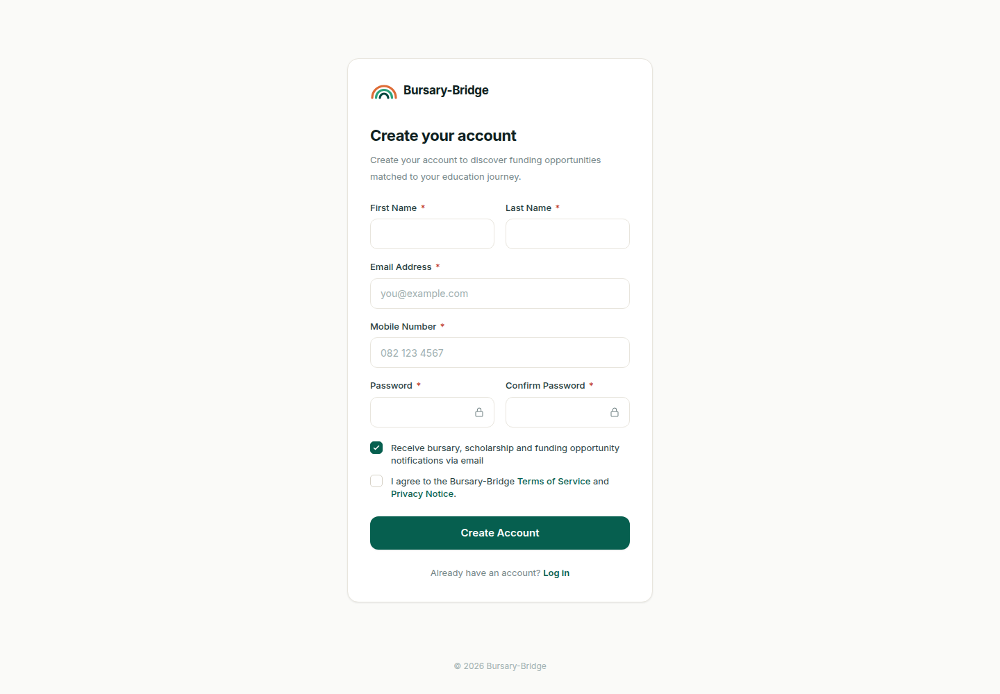 Bursary-Bridge
Create your account
Create your account to discover funding opportunities
matched to your education journey.
First Name *
Last Name *
Email Address *
you@example.com
Mobile Number *
082 123 4567
Password *
Confirm Password *
Receive bursary, scholarship and funding opportunity
notifications via email
I agree to the Bursary-Bridge Terms of Service and
Privacy Notice.
Create Account
Already have an account? Log in
© 2026 Bursary-Bridge